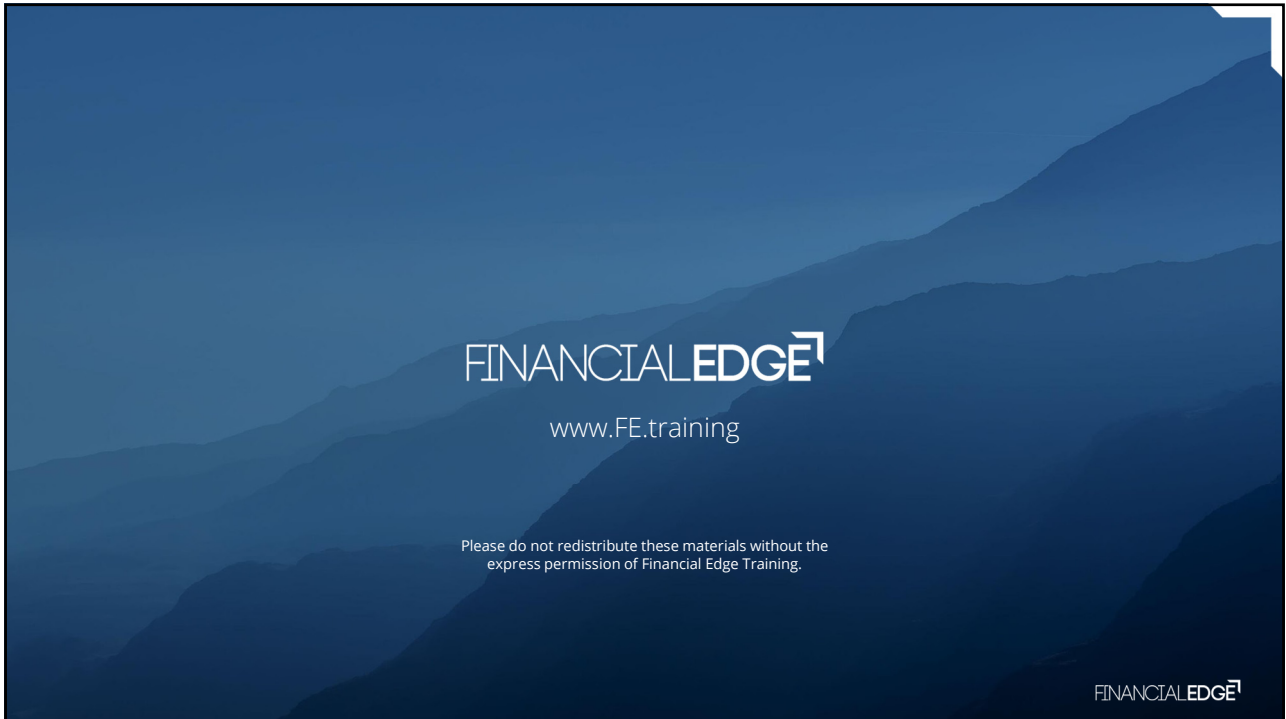 FINANCIALEDGE
www.FE.training
Please do not redistribute these materials without the
express permission of Financial Edge Training.
FINANCIALEDGE